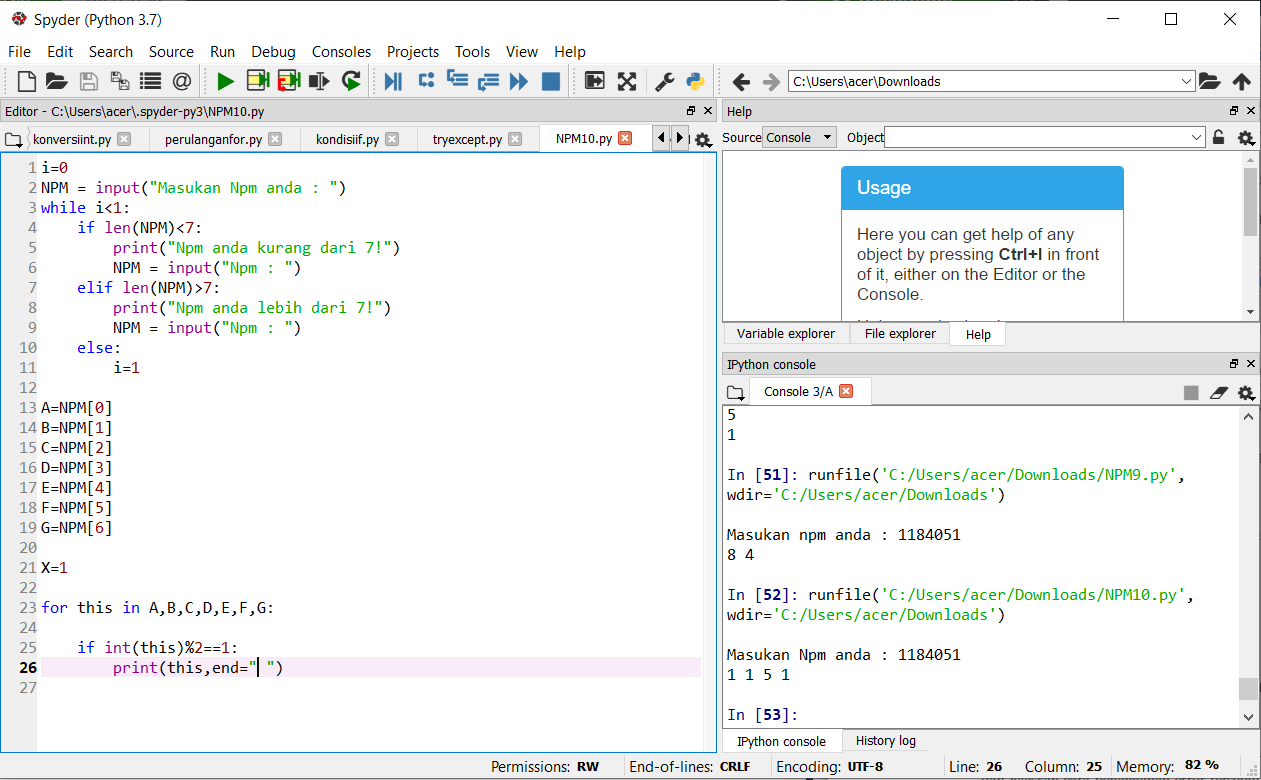 Spyder (Python 3.7)
File Edit Search Source Run Debug Consoles Projects Tools View Help
C:\Users\acer\Downloads
Editor - C:\Users\acer\.spyder-py3\NPM10.py
konversiint.py perulanganfor.py kondisiif.py tryexcept.py NPM10.py
1 i=0
2 NPM = input("Masukan Npm anda : ")
3 while i<1:
4     if len(NPM)<7:
5         print("Npm anda kurang dari 7!")
6         NPM = input("Npm : ")
7     elif len(NPM)>7:
8         print("Npm anda lebih dari 7!")
9         NPM = input("Npm : ")
10     else:
11         i=1
12
13 A=NPM[0]
14 B=NPM[1]
15 C=NPM[2]
16 D=NPM[3]
17 E=NPM[4]
18 F=NPM[5]
19 G=NPM[6]
20
21 X=1
22
23 for this in A,B,C,D,E,F,G:
24
25     if int(this)%2==1:
26         print(this,end=" ")
27
Help
Source Console Object
Usage
Here you can get help of any
object by pressing Ctrl+I in front
of it, either on the Editor or the
Console.
Variable explorer File explorer Help
IPython console
Console 3/A
5
1
In [51]: runfile('C:/Users/acer/Downloads/NPM9.py',
wdir='C:/Users/acer/Downloads')
Masukan npm anda : 1184051
8 4
In [52]: runfile('C:/Users/acer/Downloads/NPM10.py',
wdir='C:/Users/acer/Downloads')
Masukan Npm anda : 1184051
1 1 5 1
In [53]:
IPython console History log
Permissions: RW End-of-lines: CRLF Encoding: UTF-8 Line: 26 Column: 25 Memory: 82 %